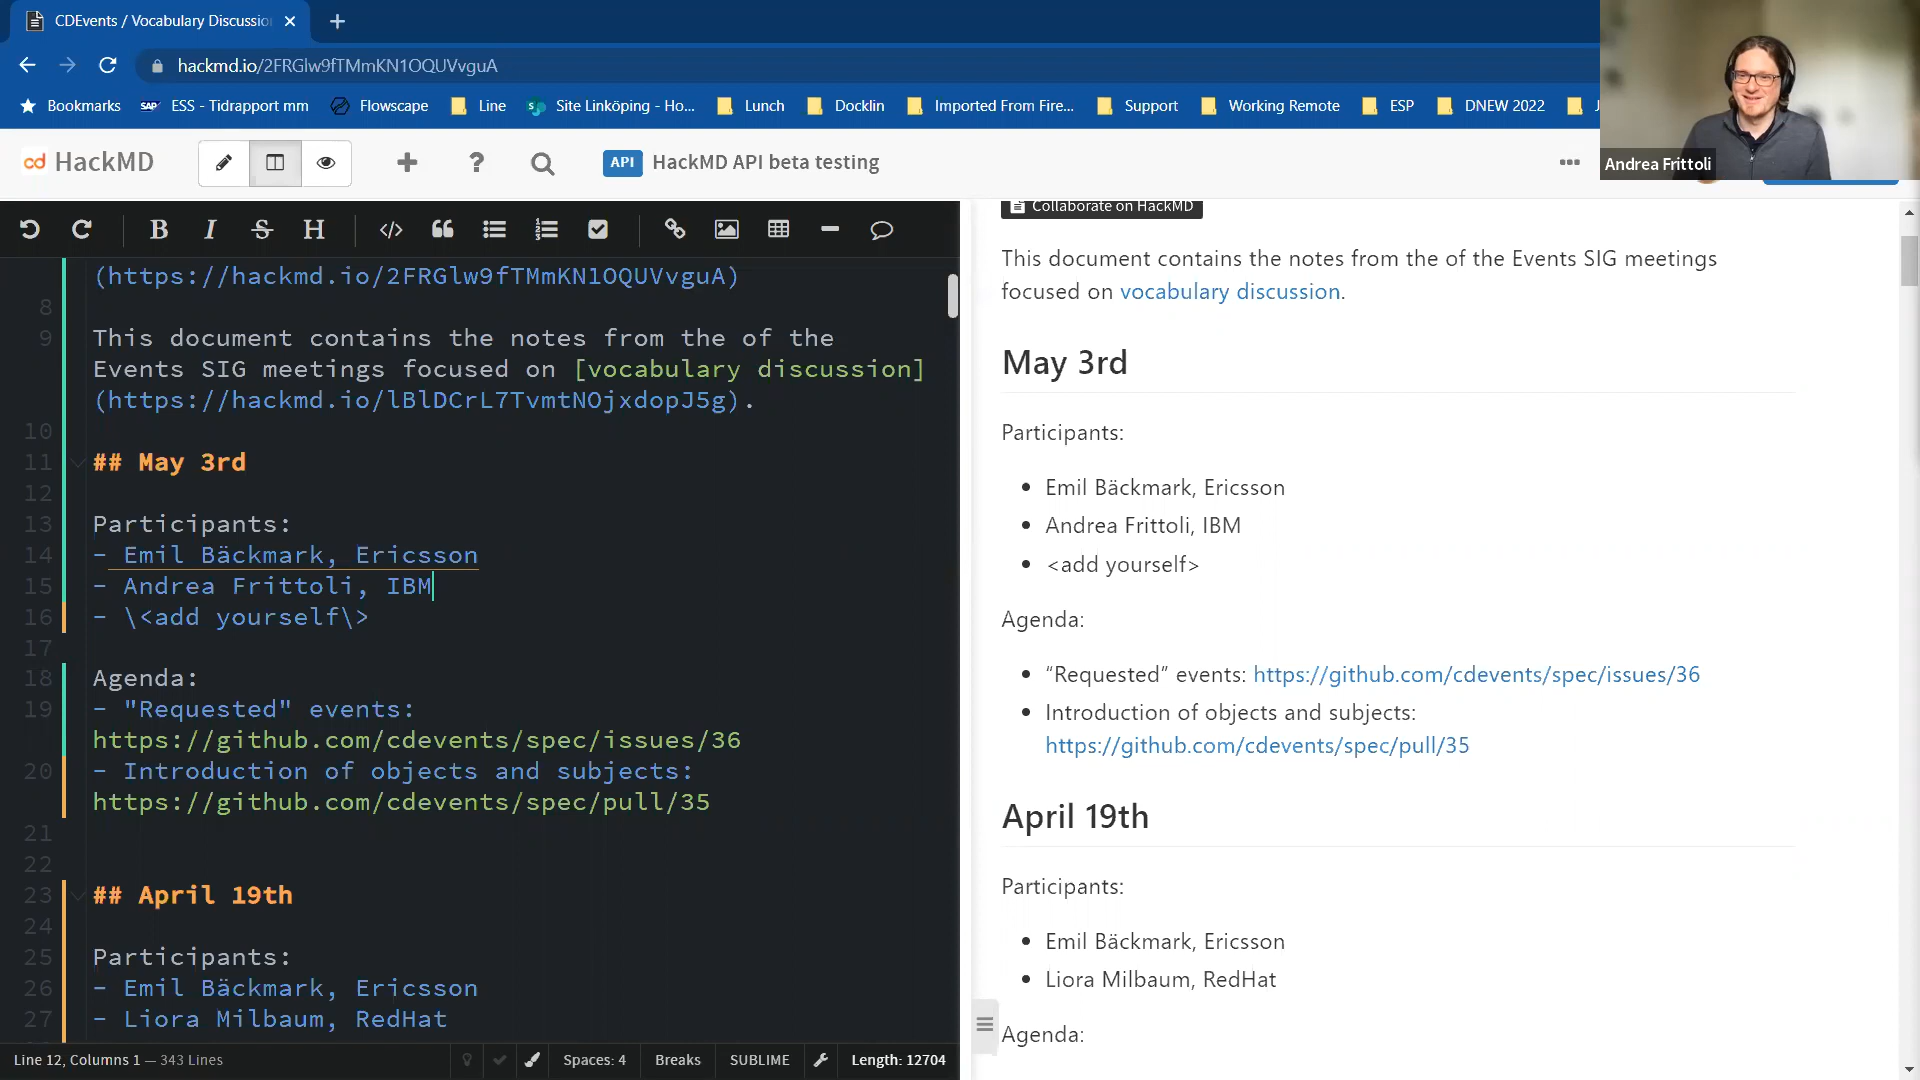 CDEvents / Vocabulary Discussio
hackmd.io/2FRGlw9fTMmKN1OQUVvguA
Bookmarks SAP ESS - Tidrapport mm Flowscape Line Site Linköping - Ho... Lunch Docklin Imported From Fire... Support Working Remote ESP DNEW 2022 J
Andrea Frittoli
cd HackMD
API HackMD API beta testing
(https://hackmd.io/2FRGlw9fTMmKN1OQUVvguA)
8
9 This document contains the notes from the of the
Events SIG meetings focused on [vocabulary discussion]
(https://hackmd.io/lBlDCrL7TvmtNOjxdopJ5g).
10
11 ## May 3rd
12
13 Participants:
14 - Emil Bäckmark, Ericsson
15 - Andrea Frittoli, IBM
16 - \<add yourself\>
17
18 Agenda:
19 - "Requested" events:
https://github.com/cdevents/spec/issues/36
20 - Introduction of objects and subjects:
https://github.com/cdevents/spec/pull/35
21
22
23 ## April 19th
24
25 Participants:
26 - Emil Bäckmark, Ericsson
27 - Liora Milbaum, RedHat
Line 12, Columns 1 — 343 Lines
Spaces: 4 Breaks SUBLIME Length: 12704
Collaborate on HackMD
This document contains the notes from the of the Events SIG meetings
focused on vocabulary discussion.
May 3rd
Participants:
• Emil Bäckmark, Ericsson
• Andrea Frittoli, IBM
• <add yourself>
Agenda:
• “Requested” events: https://github.com/cdevents/spec/issues/36
• Introduction of objects and subjects:
https://github.com/cdevents/spec/pull/35
April 19th
Participants:
• Emil Bäckmark, Ericsson
• Liora Milbaum, RedHat
Agenda: